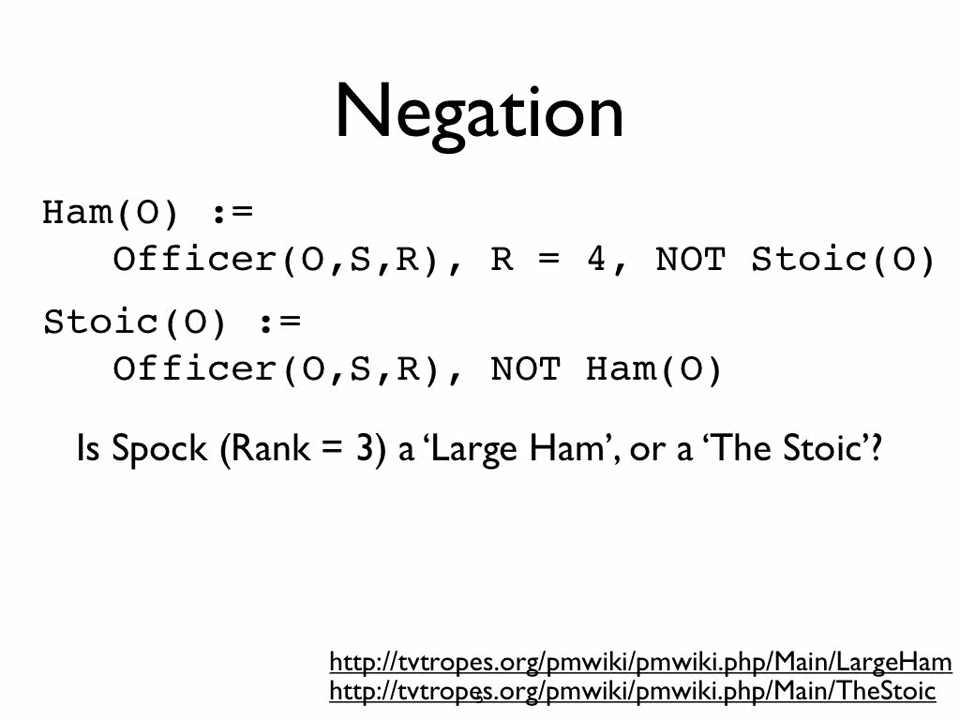 Negation
Ham(O) :=
Officer(O,S,R), R = 4, NOT Stoic(O)
Stoic(O) :=
Officer(O,S,R), NOT Ham(O)
Is Spock (Rank = 3) a ‘Large Ham’, or a ‘The Stoic’?
http://tvtropes.org/pmwiki/pmwiki.php/Main/LargeHam
http://tvtropes.org/pmwiki/pmwiki.php/Main/TheStoic